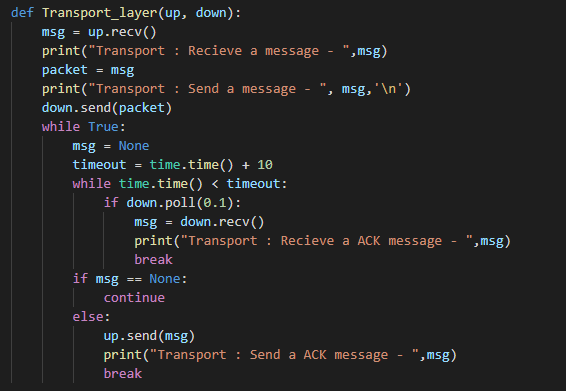 def Transport_layer(up, down):
    msg = up.recv()
    print("Transport : Recieve a message - ",msg)
    packet = msg
    print("Transport : Send a message - ", msg,'\n')
    down.send(packet)
    while True:
        msg = None
        timeout = time.time() + 10
        while time.time() < timeout:
            if down.poll(0.1):
                msg = down.recv()
                print("Transport : Recieve a ACK message - ",msg)
                break
        if msg == None:
            continue
        else:
            up.send(msg)
            print("Transport : Send a ACK message - ",msg)
            break